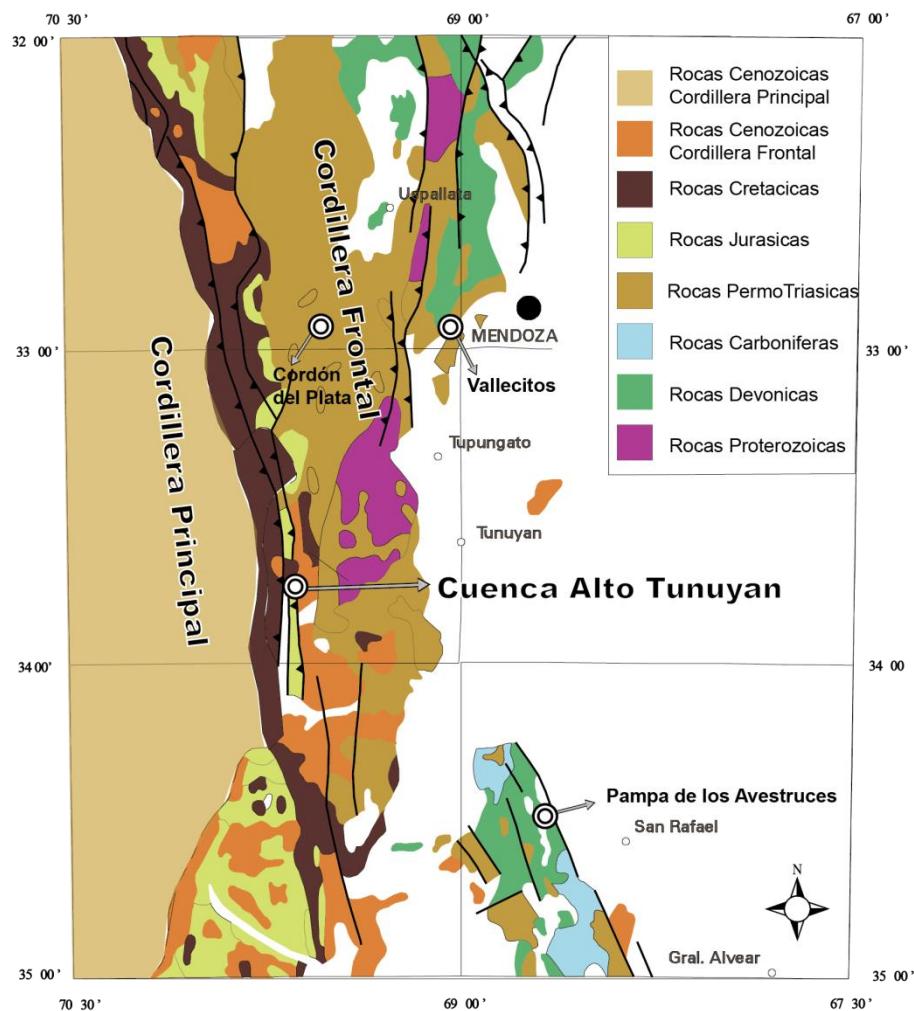 70 30'
69 00'
67 00'
32 00'
33 00'
34 00'
35 00'
Rocas Cenozoicas
Cordillera Principal
Rocas Cenozoicas
Cordillera Frontal
Rocas Cretacicas
Rocas Jurasicas
Rocas PermoTriasicas
Rocas Carboniferas
Rocas Devonicas
Rocas Proterozoicas
Cordillera Frontal
Uspallata
Cordillera Principal
MENDOZA
Cordón
del Plata
Vallecitos
Tupungato
Tunuyan
Cuenca Alto Tunuyan
34 00
Pampa de los Avestruces
San Rafael
N
Gral. Alvear
35 00'
70 30'
69 00'
67 30'